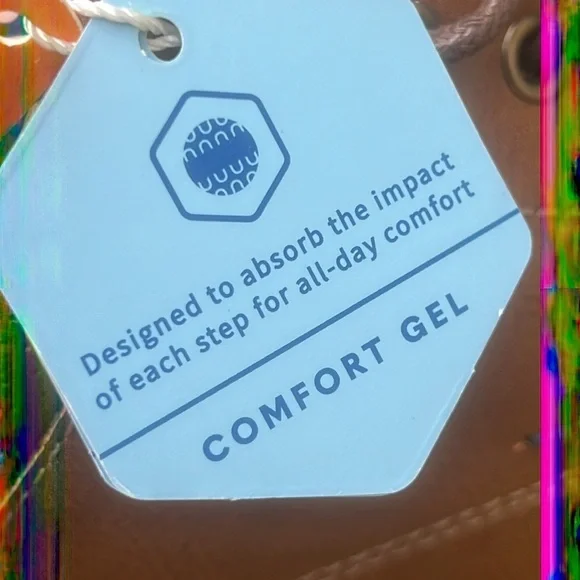 Designed to absorb the impact
of each step for all-day comfort
COMFORT GEL